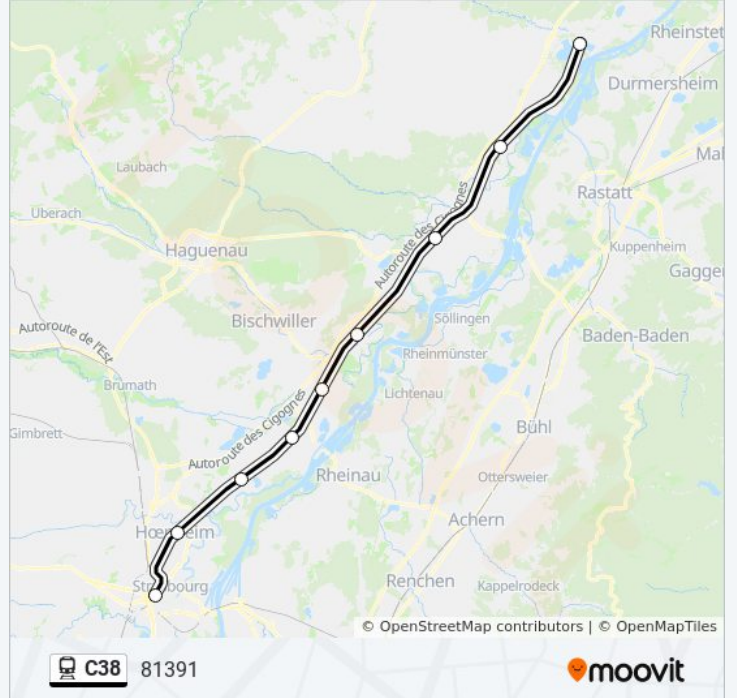 Rheinstet
Durmersheim
Mal
Laubach
Rastatt
Uberach
Autoroute des Cigognes
Haguenau
Kuppenheim
Gagge
Bischwiller
Söllingen
Autoroute de l'Est
Baden-Baden
Rheinmünster
Brumath
Lichtenau
Autoroute des Cigognes
Gimbrett
Bühl
Rheinau
Ottersweier
Achern
Hœnheim
Strasbourg
Renchen
Kappelrodeck
© OpenStreetMap contributors | © OpenMapTiles
C38 81391
moovit